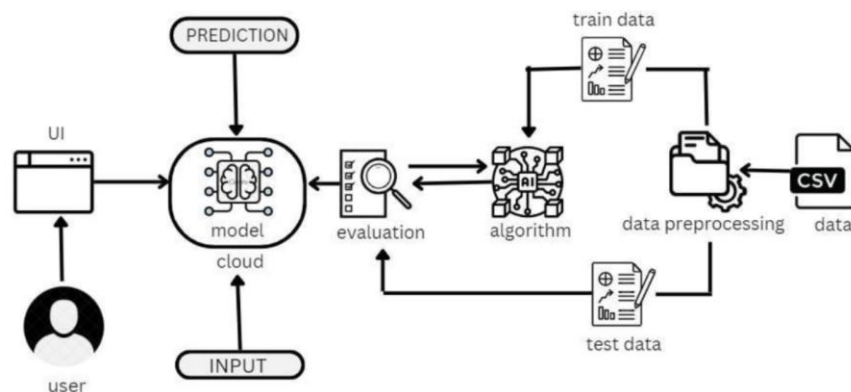 train data
PREDICTION
UI
AI
CSV
model
evaluation
algorithm
data preprocessing
data
cloud
test data
INPUT
user